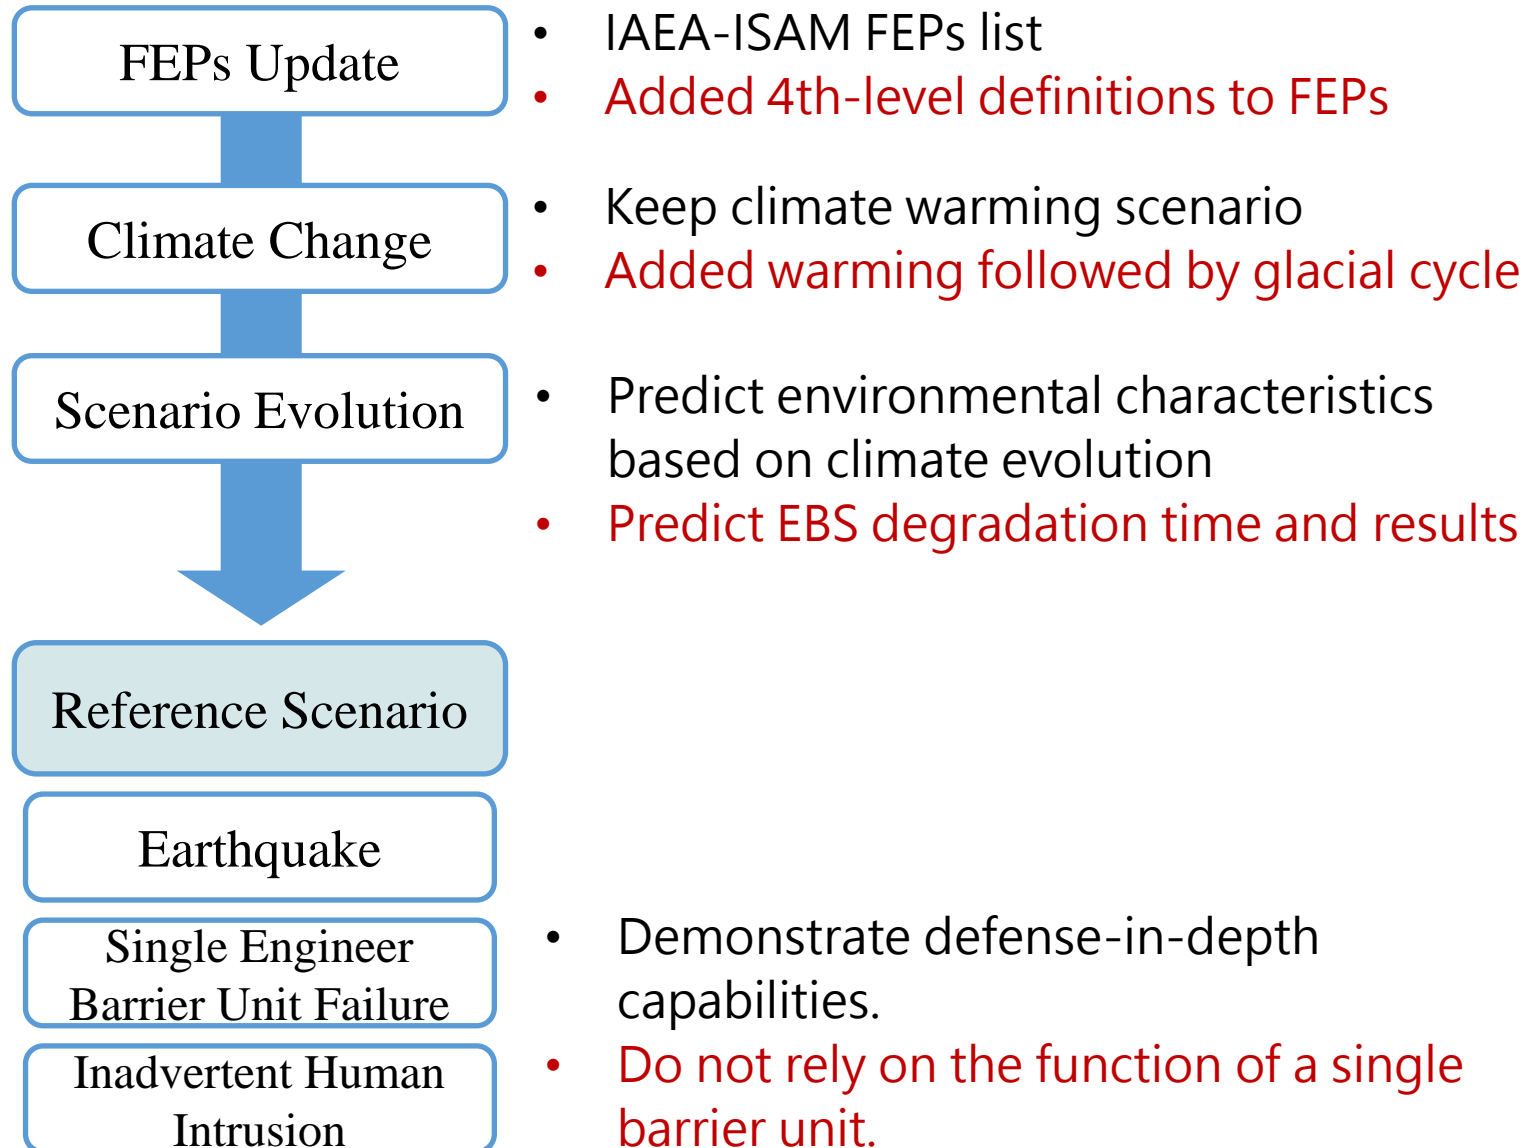 FEPs Update
• IAEA-ISAM FEPs list
• Added 4th-level definitions to FEPs
Climate Change
• Keep climate warming scenario
• Added warming followed by glacial cycle
Scenario Evolution
• Predict environmental characteristics
based on climate evolution
• Predict EBS degradation time and results
Reference Scenario
Earthquake
Single Engineer
Barrier Unit Failure
• Demonstrate defense-in-depth
capabilities.
• Do not rely on the function of a single
barrier unit.
Inadvertent Human
Intrusion